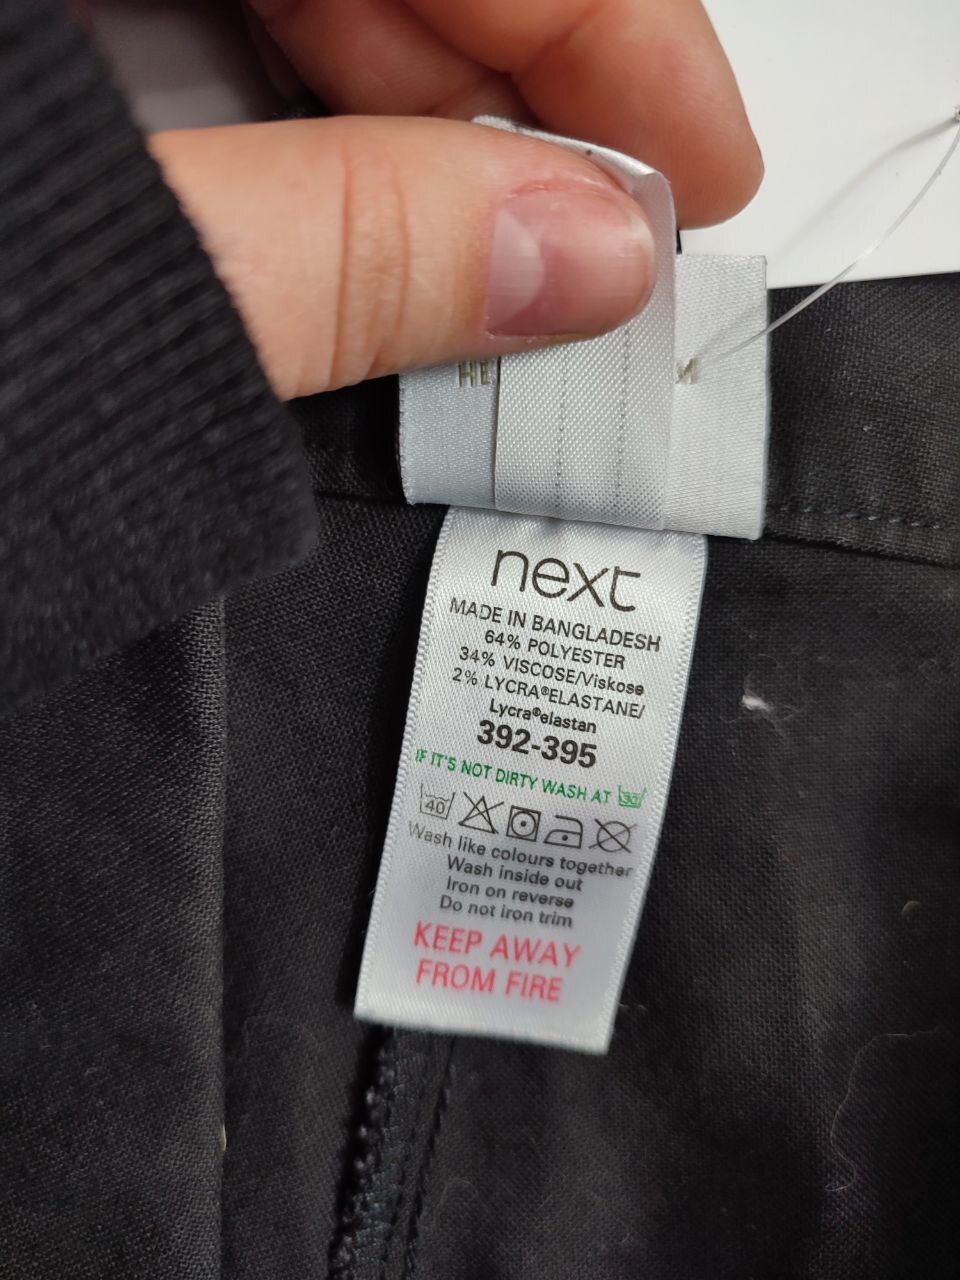 next
MADE IN BANGLADESH
64% POLYESTER
34% VISCOSE/Viskose
2% LYCRA®ELASTANE/
Lycra®elastan
392-395
IF IT'S NOT DIRTY WASH AT 30
40
Wash like colours together
Wash inside out
Iron on reverse
Do not iron trim
KEEP AWAY
FROM FIRE